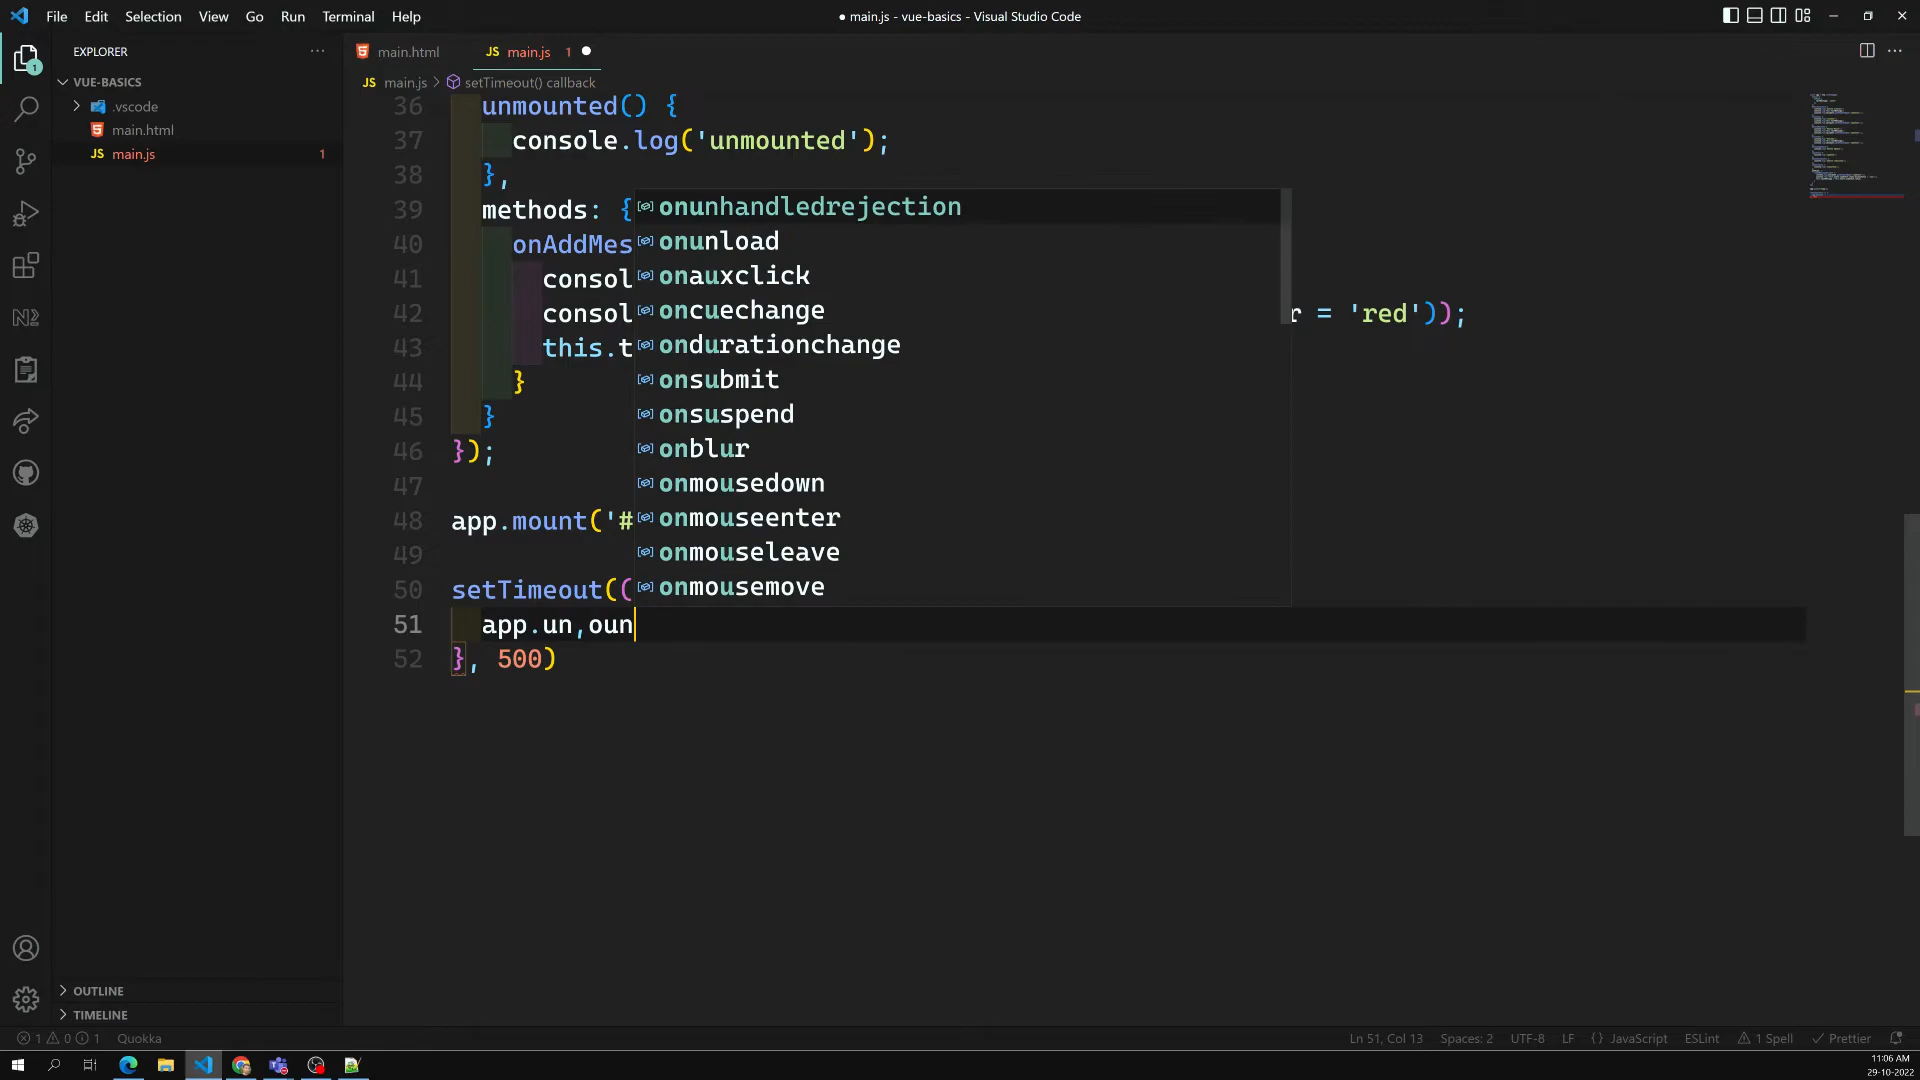 File Edit Selection View Go Run Terminal Help
● main.js - vue-basics - Visual Studio Code
EXPLORER
VUE-BASICS
.vscode
main.html
main.js 1
OUTLINE
TIMELINE
main.html
JS main.js 1
JS main.js > setTimeout() callback
36 unmounted() {
37 console.log('unmounted');
38 },
39 methods: {
40 onAddMes
41 consol
42 consol r = 'red'));
43 this.t
44 }
45 }
46 });
47
48 app.mount('#
49
50 setTimeout((
51 app.un,oun
52 }, 500)
onunhandledrejection
onunload
onauxclick
oncuechange
ondurationchange
onsubmit
onsuspend
onblur
onmousedown
onmouseenter
onmouseleave
onmousemove
1 0 1 Quokka
Ln 51, Col 13 Spaces: 2 UTF-8 LF {} JavaScript ESLint 1 Spell Prettier
11:06 AM
29-10-2022